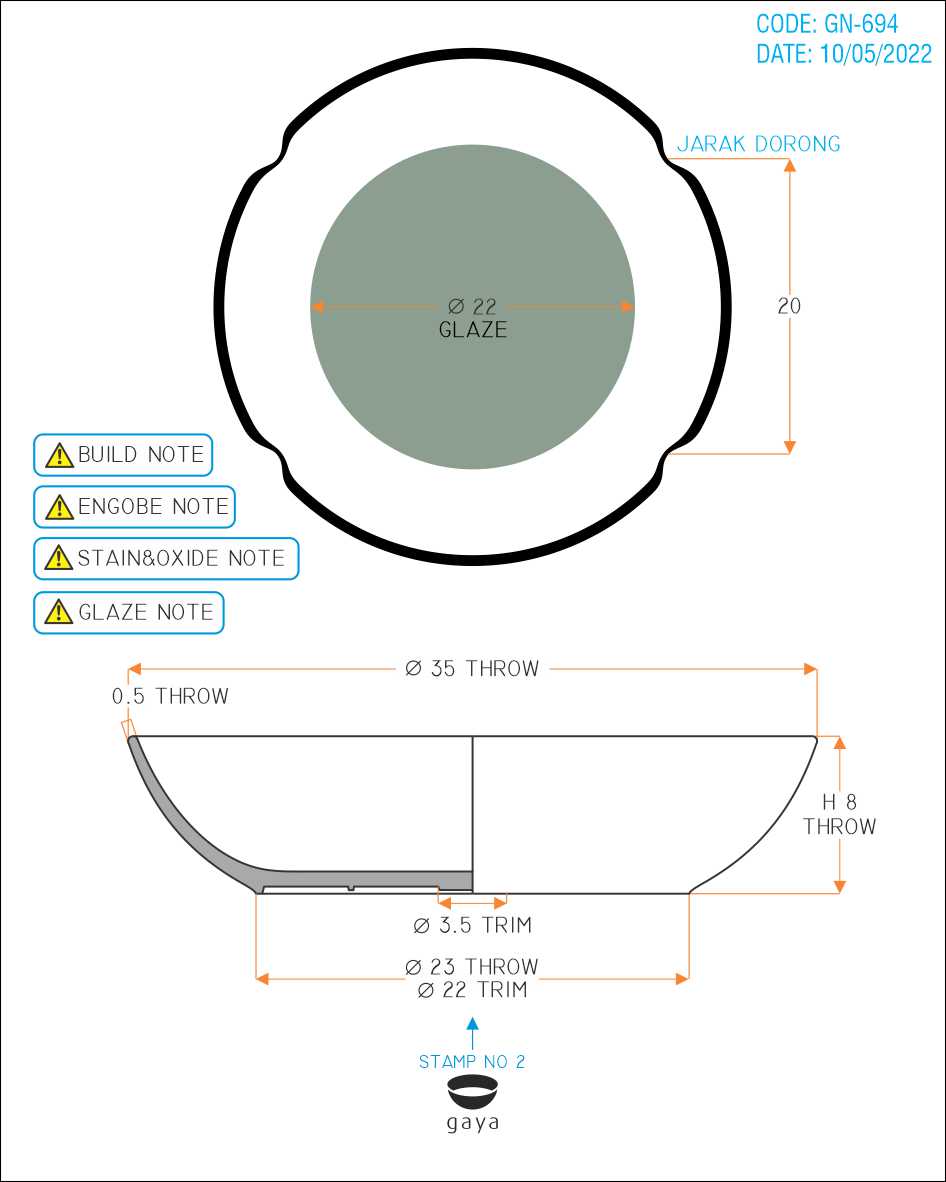 CODE: GN-694
DATE: 10/05/2022
JARAK DORONG
Ø 22
GLAZE
20
BUILD NOTE
ENGOBE NOTE
STAIN&OXIDE NOTE
GLAZE NOTE
Ø 35 THROW
0.5 THROW
H 8
THROW
Ø 3.5 TRIM
Ø 23 THROW
Ø 22 TRIM
STAMP NO 2
gaya